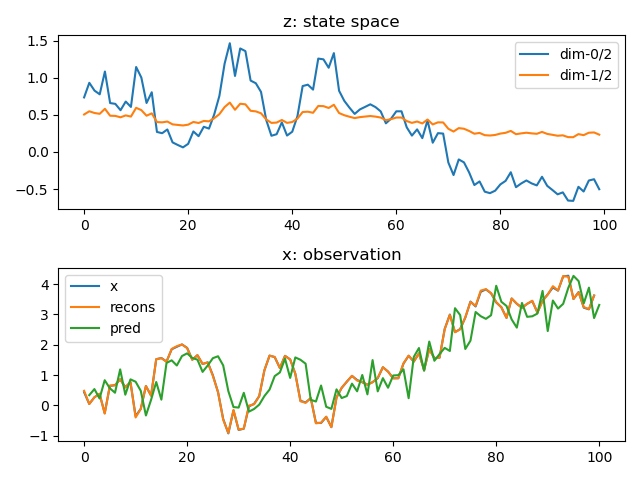 z: state space
1.5
1.0
0.5
0.0
−0.5
dim-0/2
dim-1/2
0 20 40 60 80 100
x: observation
4
3
2
1
0
−1
x
recons
pred
0 20 40 60 80 100